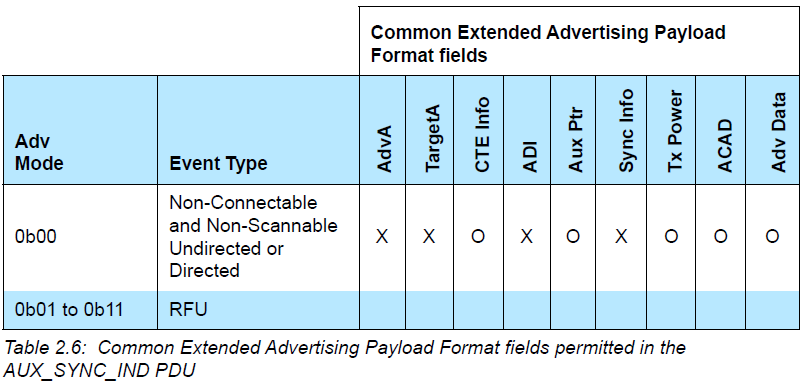 Common Extended Advertising Payload
Format fields
Adv
Mode
Event Type
AdvA
TargetA
CTE Info
ADI
Aux Ptr
Sync Info
Tx Power
ACAD
Adv Data
0b00
Non-Connectable
and Non-Scannable
Undirected or
Directed
X X O X O X O O O
0b01 to 0b11 RFU
Table 2.6: Common Extended Advertising Payload Format fields permitted in the
AUX_SYNC_IND PDU